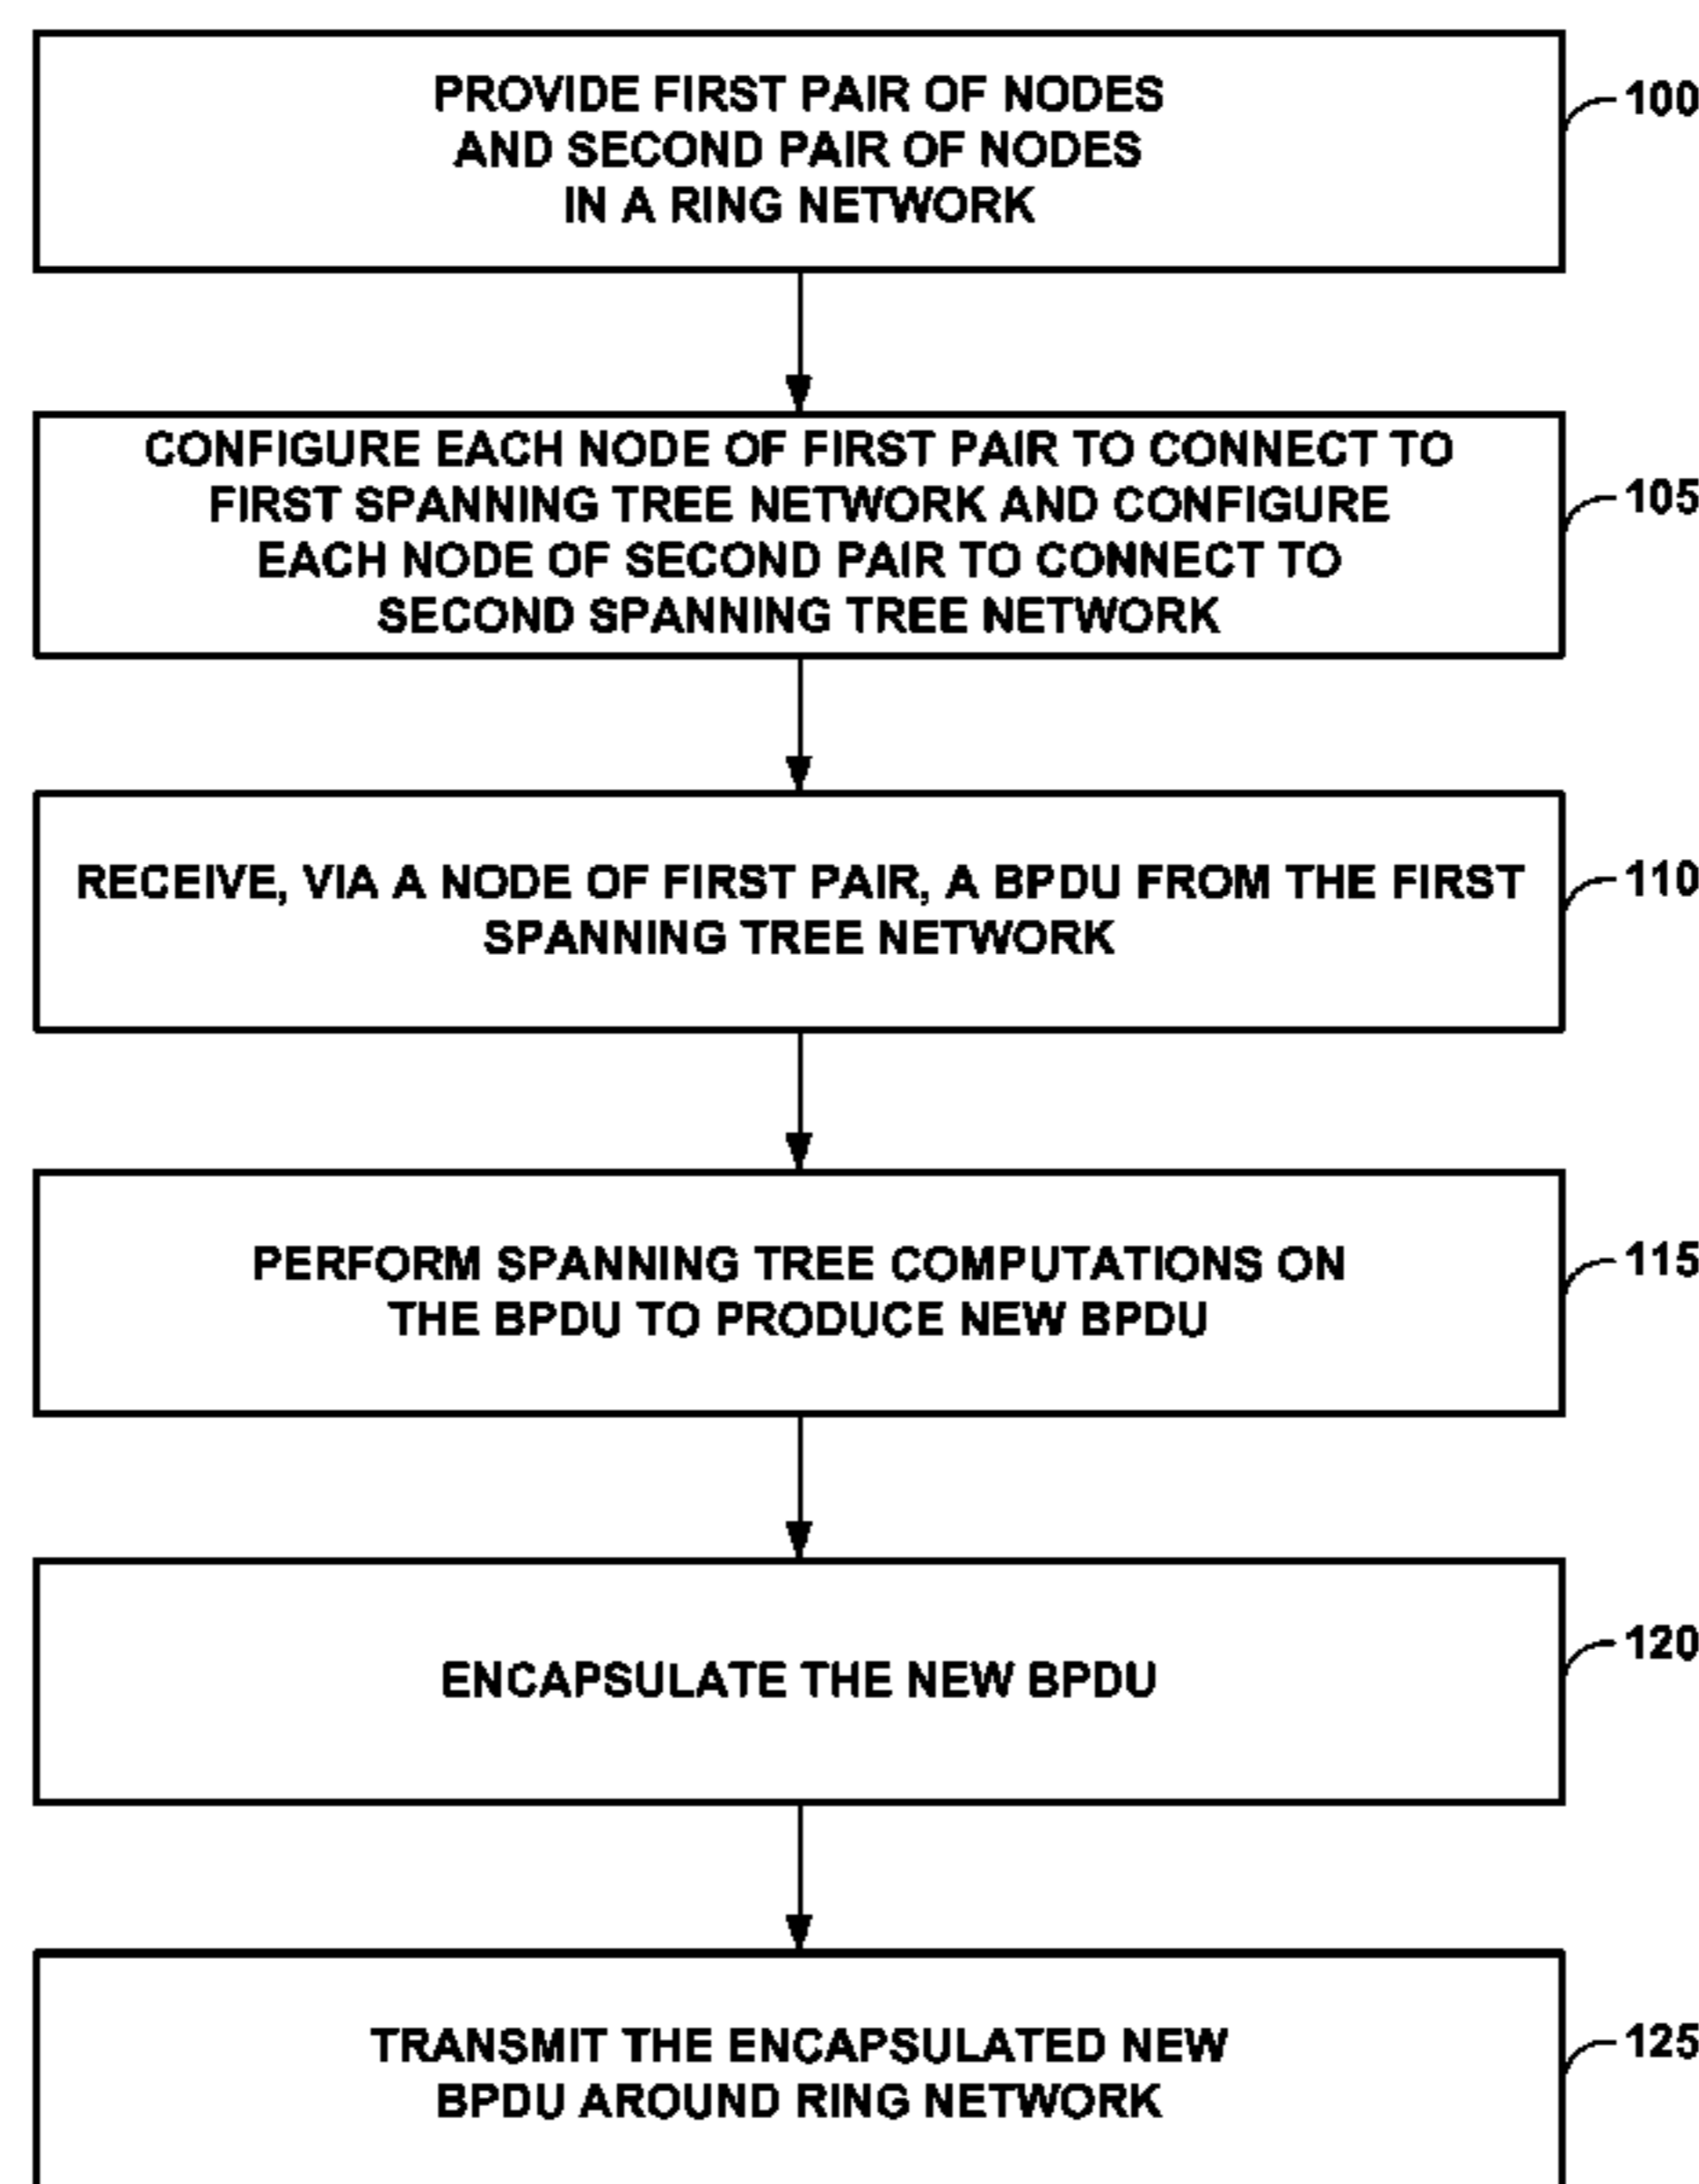 PROVIDE FIRST PAIR OF NODES
AND SECOND PAIR OF NODES
IN A RING NETWORK
100
CONFIGURE EACH NODE OF FIRST PAIR TO CONNECT TO
FIRST SPANNING TREE NETWORK AND CONFIGURE
EACH NODE OF SECOND PAIR TO CONNECT TO
SECOND SPANNING TREE NETWORK
105
RECEIVE, VIA A NODE OF FIRST PAIR, A BPDU FROM THE FIRST
SPANNING TREE NETWORK
110
PERFORM SPANNING TREE COMPUTATIONS ON
THE BPDU TO PRODUCE NEW BPDU
115
ENCAPSULATE THE NEW BPDU
120
TRANSMIT THE ENCAPSULATED NEW
BPDU AROUND RING NETWORK
125